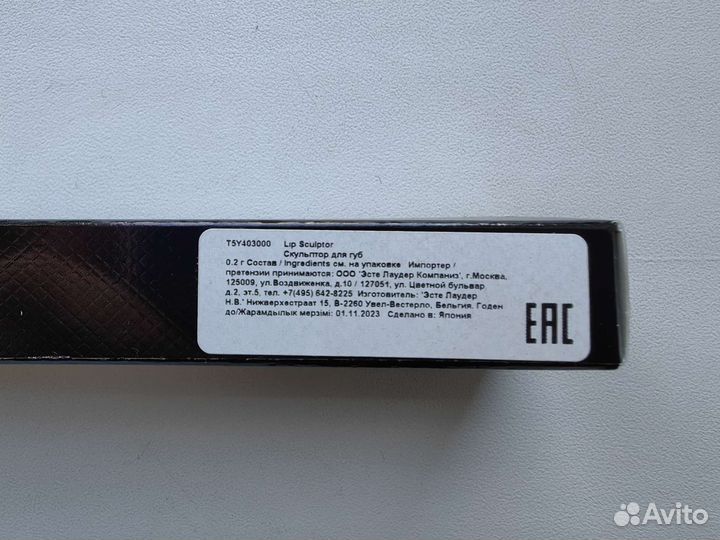 T5Y403000 Lip Sculptor
Скульптор для губ
0.2 г Состав / Ingredients см. на упаковке Импортер /
претензии принимаются: ООО 'Эсте Лаудер Компаниз', г.Москва,
125009, ул.Воздвиженка, д.10 / 127051, ул. Цветной бульвар
д.2, эт.5, тел. +7(495) 642-8225 Изготовитель: 'Эсте Лаудер
Н.В.' Нижверхестраат 15, В-2260 Увел-Вестерло, Бельгия. Годен
до/Жарамдылық мерзімі: 01.11.2023 Сделано в: Япония
EAC
Avito